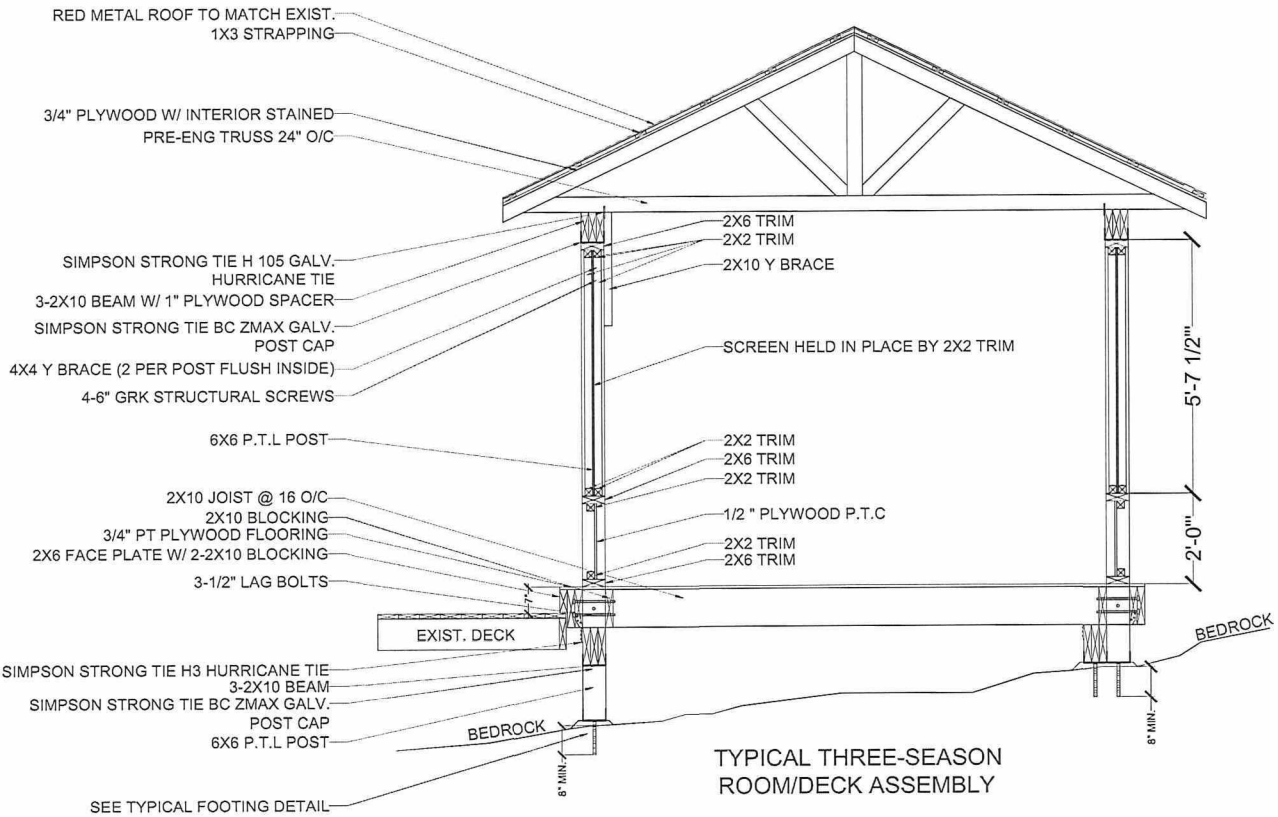 RED METAL ROOF TO MATCH EXIST.
1X3 STRAPPING
3/4" PLYWOOD W/ INTERIOR STAINED
PRE-ENG TRUSS 24" O/C
SIMPSON STRONG TIE H 105 GALV.
HURRICANE TIE
3-2X10 BEAM W/ 1" PLYWOOD SPACER
SIMPSON STRONG TIE BC ZMAX GALV.
POST CAP
4X4 Y BRACE (2 PER POST FLUSH INSIDE)
4-6" GRK STRUCTURAL SCREWS
6X6 P.T.L POST
2X10 JOIST @ 16 O/C
2X10 BLOCKING
3/4" PT PLYWOOD FLOORING
2X6 FACE PLATE W/ 2-2X10 BLOCKING
3-1/2" LAG BOLTS
7"
EXIST. DECK
SIMPSON STRONG TIE H3 HURRICANE TIE
3-2X10 BEAM
SIMPSON STRONG TIE BC ZMAX GALV.
POST CAP
6X6 P.T.L POST
BEDROCK
8" MIN.
SEE TYPICAL FOOTING DETAIL
2X6 TRIM
2X2 TRIM
2X10 Y BRACE
SCREEN HELD IN PLACE BY 2X2 TRIM
2X2 TRIM
2X6 TRIM
2X2 TRIM
1/2 " PLYWOOD P.T.C
2X2 TRIM
2X6 TRIM
5'-7 1/2"'
2'-0"'
BEDROCK
8" MIN.
TYPICAL THREE-SEASON
ROOM/DECK ASSEMBLY